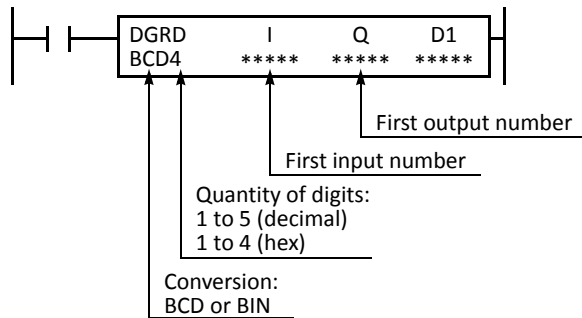 DGRD I Q D1
BCD4 ***** ***** *****
First output number
First input number
Quantity of digits:
1 to 5 (decimal)
1 to 4 (hex)
Conversion:
BCD or BIN